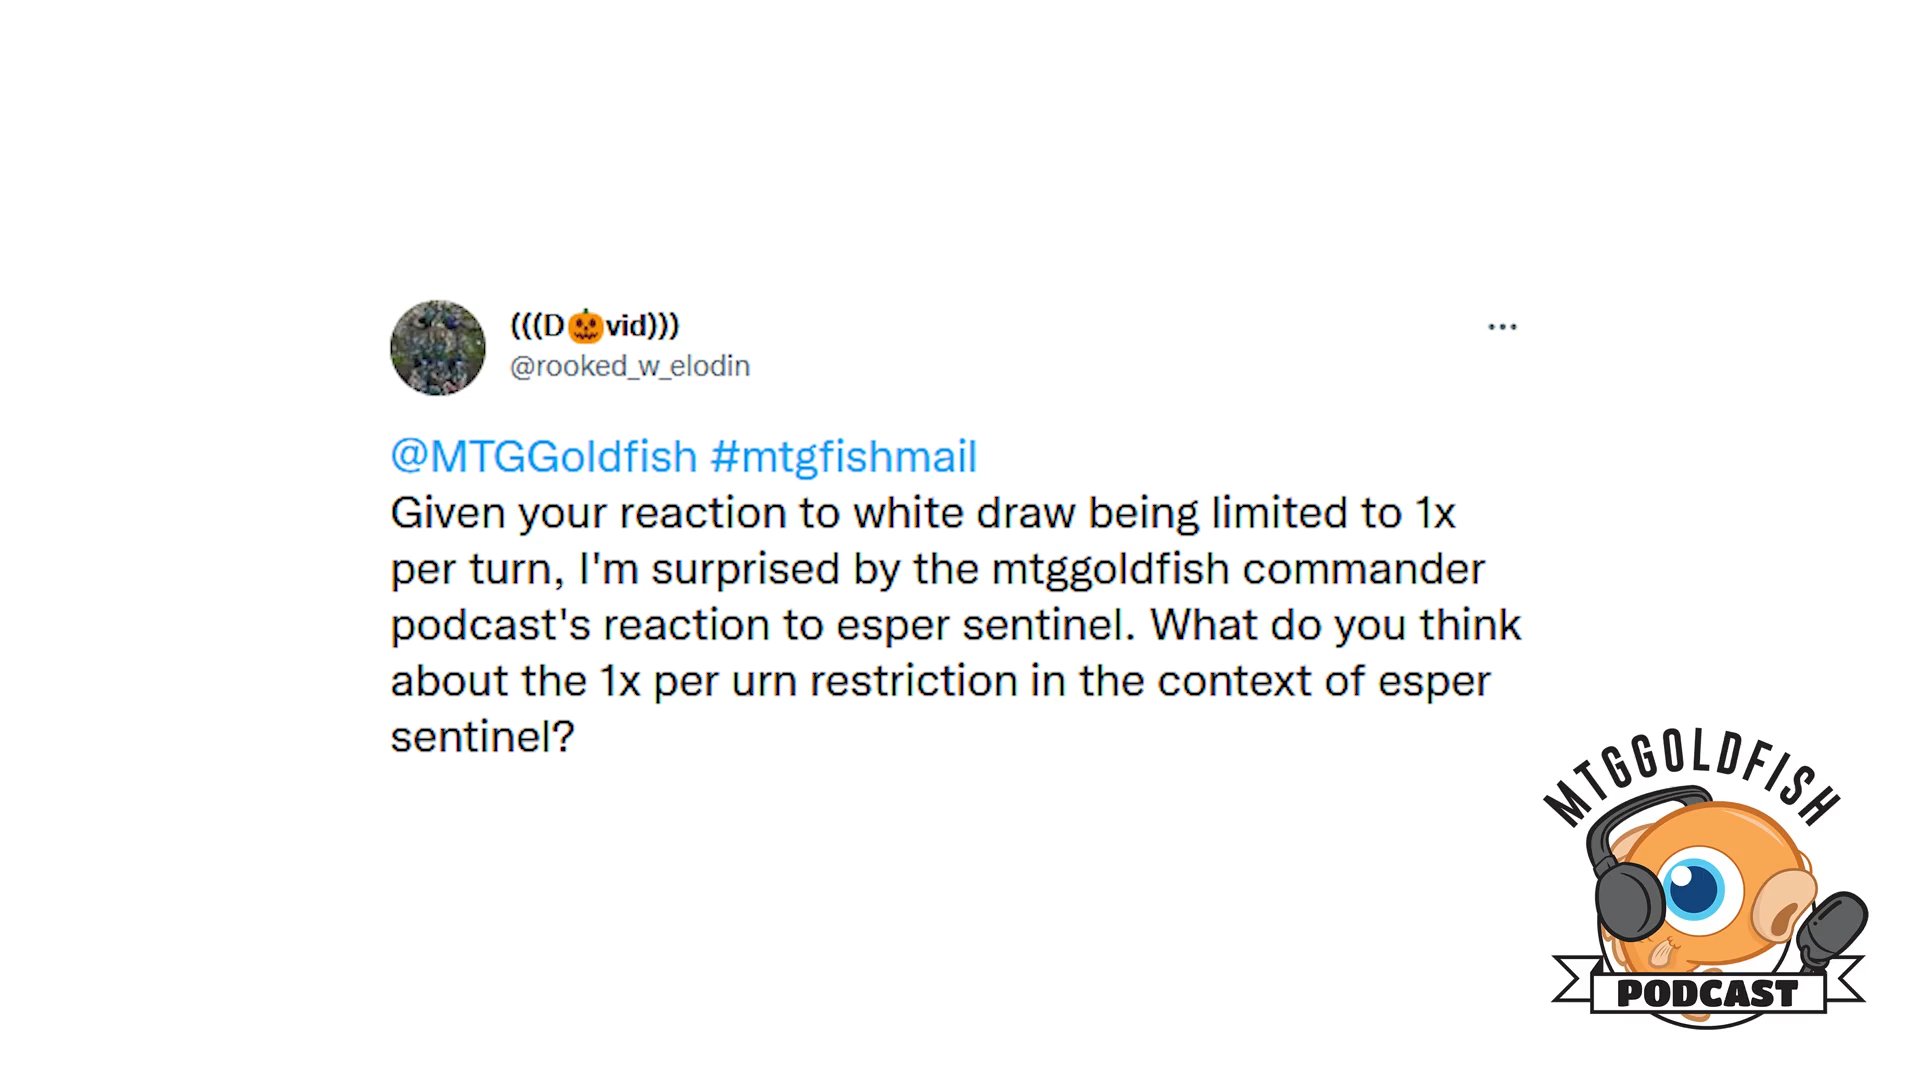 (((D🎃vid)))
@rooked_w_elodin
@MTGGoldfish #mtgfishmail
Given your reaction to white draw being limited to 1x
per turn, I'm surprised by the mtggoldfish commander
podcast's reaction to esper sentinel. What do you think
about the 1x per urn restriction in the context of esper
sentinel?
MTGGOLDFISH
PODCAST